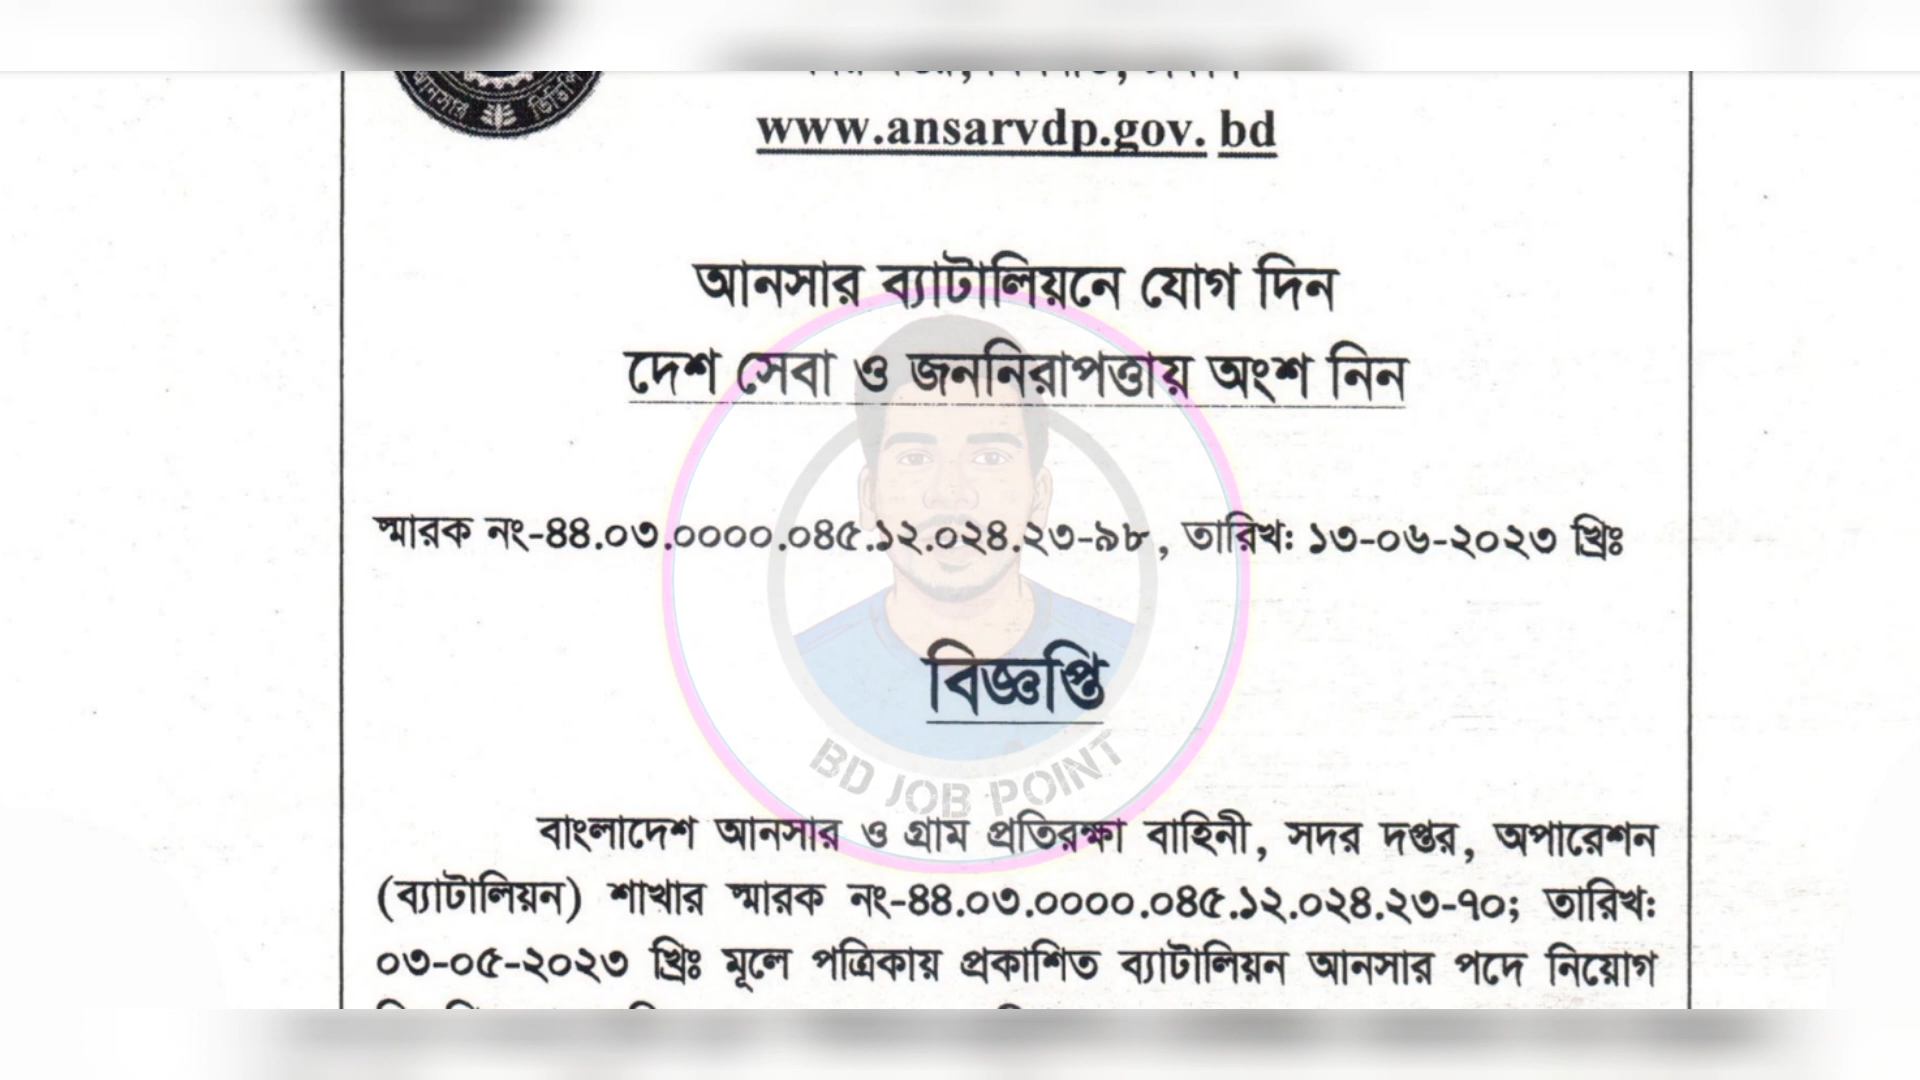 আনসার
ভিডিপি
www.ansarvdp.gov. bd
আনসার ব্যাটালিয়নে যোগ দিন
দেশ সেবা ও জননিরাপত্তায় অংশ নিন
স্মারক নং-৪৪.০৩.০০০০.০৪৫.১২.০২৪.২৩-৯৮, তারিখ: ১৩-০৬-২০২৩ খ্রিঃ
বিজ্ঞপ্তি
BD JOB POINT
বাংলাদেশ আনসার ও গ্রাম প্রতিরক্ষা বাহিনী, সদর দপ্তর, অপারেশন
(ব্যাটালিয়ন) শাখার স্মারক নং-৪৪.০৩.০০০০.০৪৫.১২.০২৪.২৩-৭০; তারিখ:
০৩-০৫-২০২৩ খ্রিঃ মূলে পত্রিকায় প্রকাশিত ব্যাটালিয়ন আনসার পদে নিয়োগ